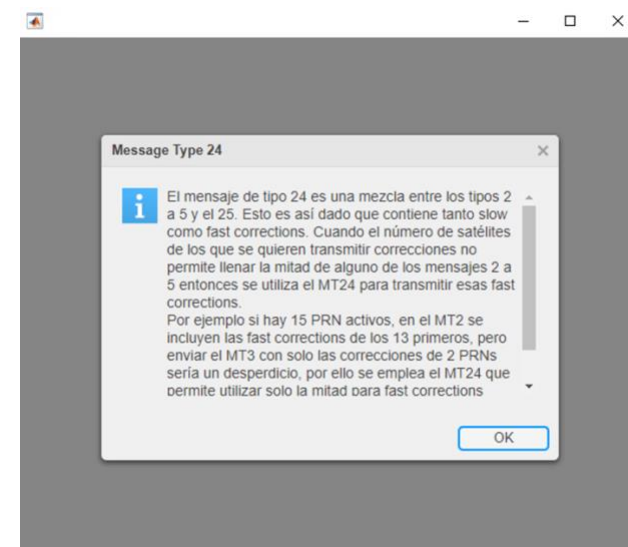 Message Type 24
El mensaje de tipo 24 es una mezcla entre los tipos 2
a 5 y el 25. Esto es así dado que contiene tanto slow
como fast corrections. Cuando el número de satélites
de los que se quieren transmitir correcciones no
permite llenar la mitad de alguno de los mensajes 2 a
5 entonces se utiliza el MT24 para transmitir esas fast
corrections.
Por ejemplo si hay 15 PRN activos, en el MT2 se
incluyen las fast corrections de los 13 primeros, pero
enviar el MT3 con solo las correcciones de 2 PRNs
sería un desperdicio, por ello se emplea el MT24 que
permite utilizar solo la mitad para fast corrections
OK